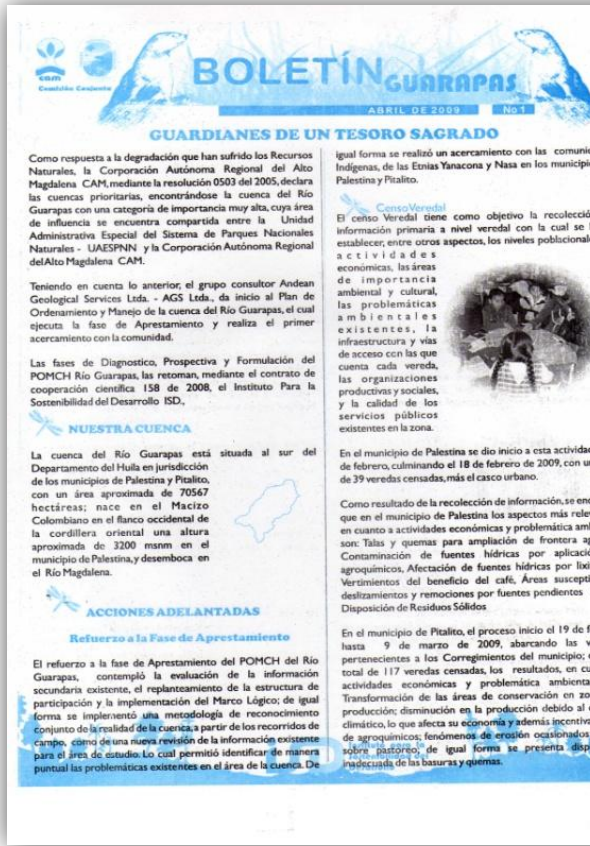 cam
Comisión Conjunta
BOLETÍN GUARAPAS
ABRIL DE 2009 No 1
GUARDIANES DE UN TESORO SAGRADO
Como respuesta a la degradación que han sufrido los Recursos
Naturales, la Corporación Autónoma Regional del Alto
Magdalena CAM, mediante la resolución 0503 del 2005, declara
las cuencas prioritarias, encontrándose la cuenca del Río
Guarapas con una categoría de importancia muy alta, cuya área
de influencia se encuentra compartida entre la Unidad
Administrativa Especial del Sistema de Parques Nacionales
Naturales - UAESPNN y la Corporación Autónoma Regional
del Alto Magdalena CAM.
Teniendo en cuenta lo anterior, el grupo consultor Andean
Geological Services Ltda. - AGS Ltda., da inicio al Plan de
Ordenamiento y Manejo de la cuenca del Río Guarapas, el cual
ejecuta la fase de Aprestamiento y realiza el primer
acercamiento con la comunidad.
Las fases de Diagnostico, Prospectiva y Formulación del
POMCH Río Guarapas, las retoman, mediante el contrato de
cooperación científica 158 de 2008, el Instituto Para la
Sostenibilidad del Desarrollo ISD.,
NUESTRA CUENCA
La cuenca del Río Guarapas está situada al sur del
Departamento del Huila en jurisdicción
de los municipios de Palestina y Pitalito,
con un área aproximada de 70567
hectáreas; nace en el Macizo
Colombiano en el flanco occidental de
la cordillera oriental una altura
aproximada de 3200 msnm en el
municipio de Palestina, y desemboca en
el Río Magdalena.
ACCIONES ADELANTADAS
Refuerzo a la Fase de Aprestamiento
El refuerzo a la fase de Aprestamiento del POMCH del Río
Guarapas, contempló la evaluación de la información
secundaria existente, el replanteamiento de la estructura de
participación y la implementación del Marco Lógico; de igual
forma se implementó una metodología de reconocimiento
conjunto de la realidad de la cuenca, a partir de los recorridos de
campo, como de una nueva revisión de la información existente
para el área de estudio. Lo cual permitió identificar de manera
puntual las problemáticas existentes en el área de la cuenca. De
igual forma se realizó un acercamiento con las
Indígenas, de las Etnias Yanacona y Nasa en los
Palestina y Pitalito.
Censo Veredal
El censo Veredal tiene como objetivo la
información primaria a nivel veredal con la cual se
establecer, entre otros aspectos, los niveles
actividades
económicas, las áreas
de importancia
ambiental y cultural,
las problemáticas
ambientales
existentes, la
infraestructura y vías
de acceso con las que
cuenta cada vereda,
las organizaciones
productivas y sociales,
y la calidad de los
servicios públicos
existentes en la zona.
En el municipio de Palestina se dio inicio a esta
de febrero, culminando el 18 de febrero de 2009, con
de 39 veredas censadas, más el casco urbano.
Como resultado de la recolección de información, se
que en el municipio de Palestina los aspectos más
en cuanto a actividades económicas y problemática
son: Talas y quemas para ampliación de frontera
Contaminación de fuentes hídricas por
agroquímicos, Afectación de fuentes hídricas por
Vertimientos del beneficio del café, Áreas
deslizamientos y remociones por fuentes pendientes
Disposición de Residuos Sólidos
En el municipio de Pitalito, el proceso inicio el 19 de
hasta 9 de marzo de 2009, abarcando las
pertenecientes a los Corregimientos del municipio;
total de 117 veredas censadas, los resultados, en
actividades económicas y problemática
Transformación de las áreas de conservación en
producción; disminución en la producción debido al
climático, lo que afecta su economía y además
de agroquímicos; fenómenos de erosión
sobre pastoreo, de igual forma se presenta
inadecuada de las basuras y quemas.
Instituto para la
sostenibilidad del
desarrollo